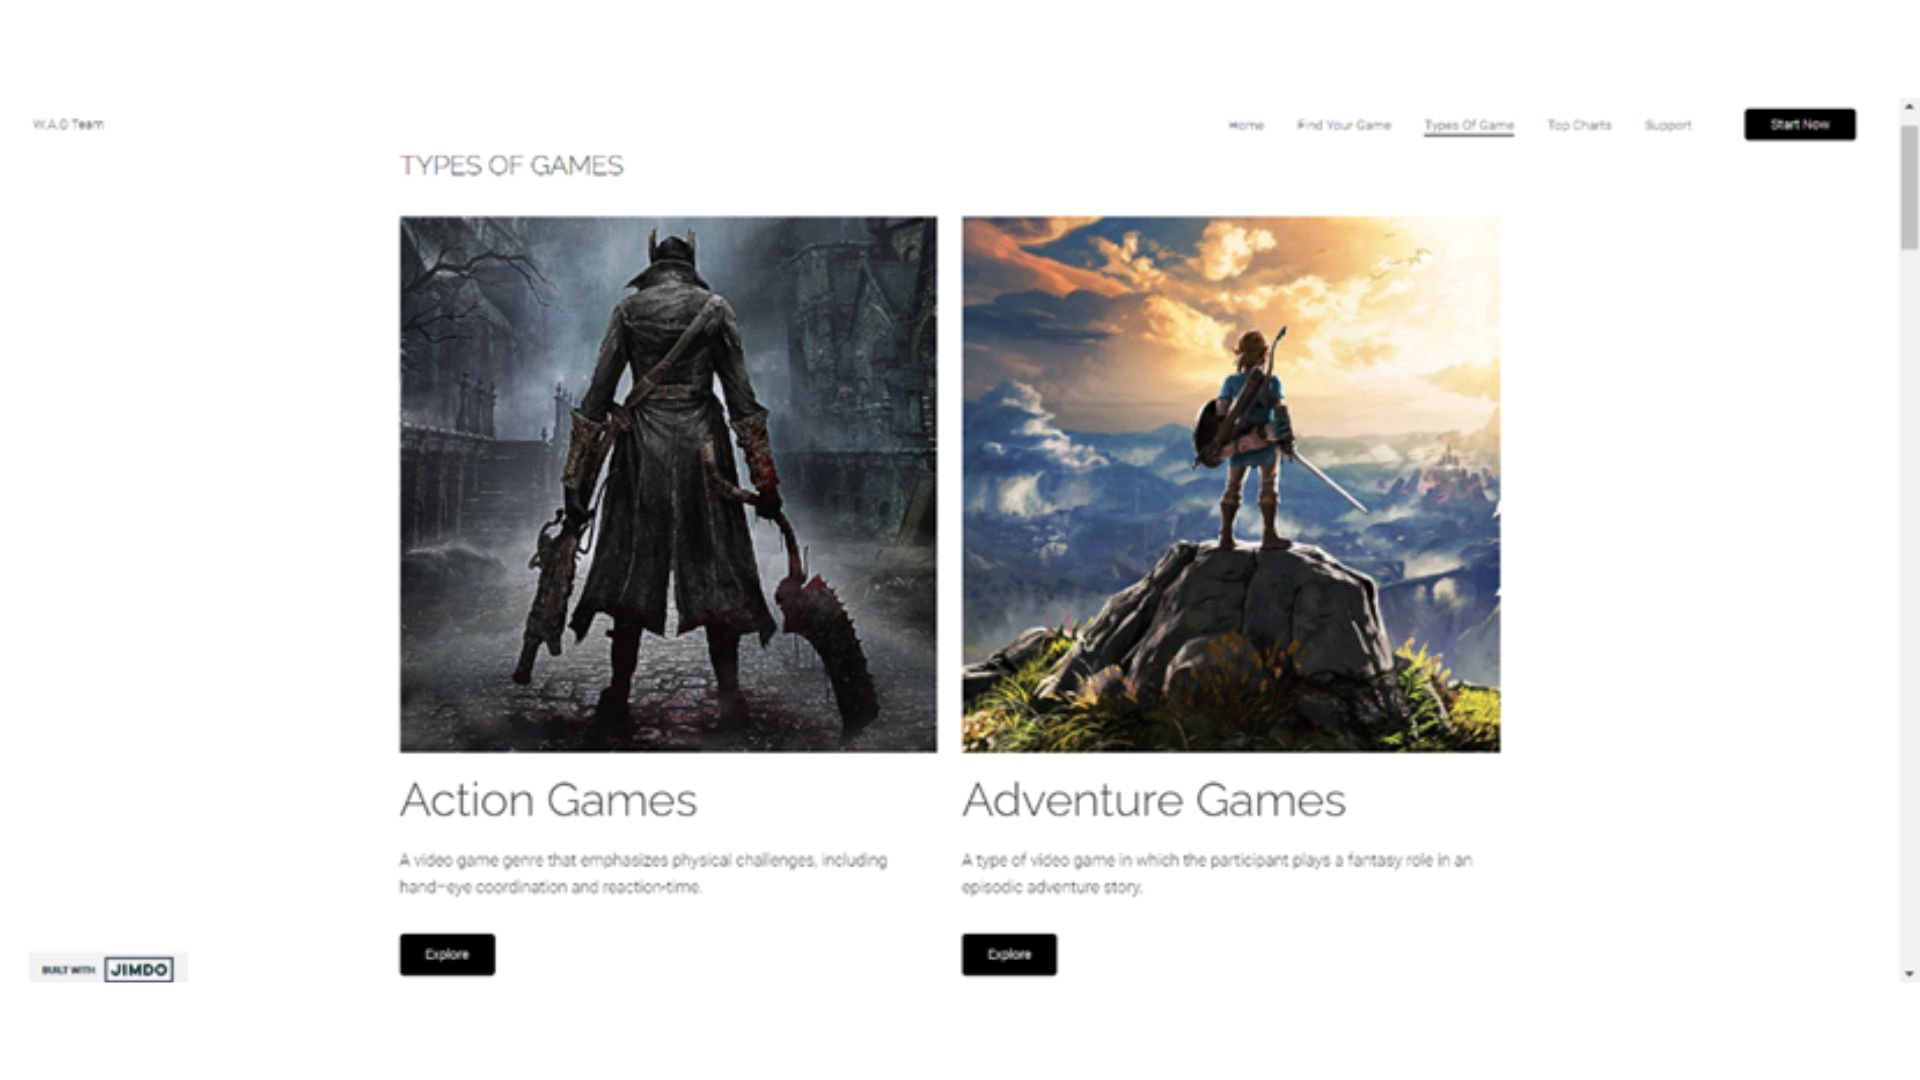 W.A.O Team
Home Find Your Game Types Of Game Top Charts Support Start Now
TYPES OF GAMES
Action Games
A video game genre that emphasizes physical challenges, including
hand–eye coordination and reaction-time.
Explore
Adventure Games
A type of video game in which the participant plays a fantasy role in an
episodic adventure story.
Explore
BUILT WITH JIMDO